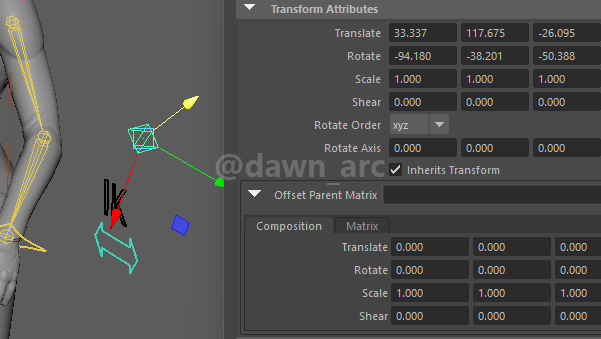 Transform Attributes
Translate 33.337 117.675 -26.095
Rotate -94.180 -38.201 -50.388
Scale 1.000 1.000 1.000
Shear 0.000 0.000 0.000
Rotate Order xyz
Rotate Axis 0.000 0.000 0.000
Inherits Transform
@dawn_arc
IK
Offset Parent Matrix
Composition Matrix
Translate 0.000 0.000 0.000
Rotate 0.000 0.000 0.000
Scale 1.000 1.000 1.000
Shear 0.000 0.000 0.000